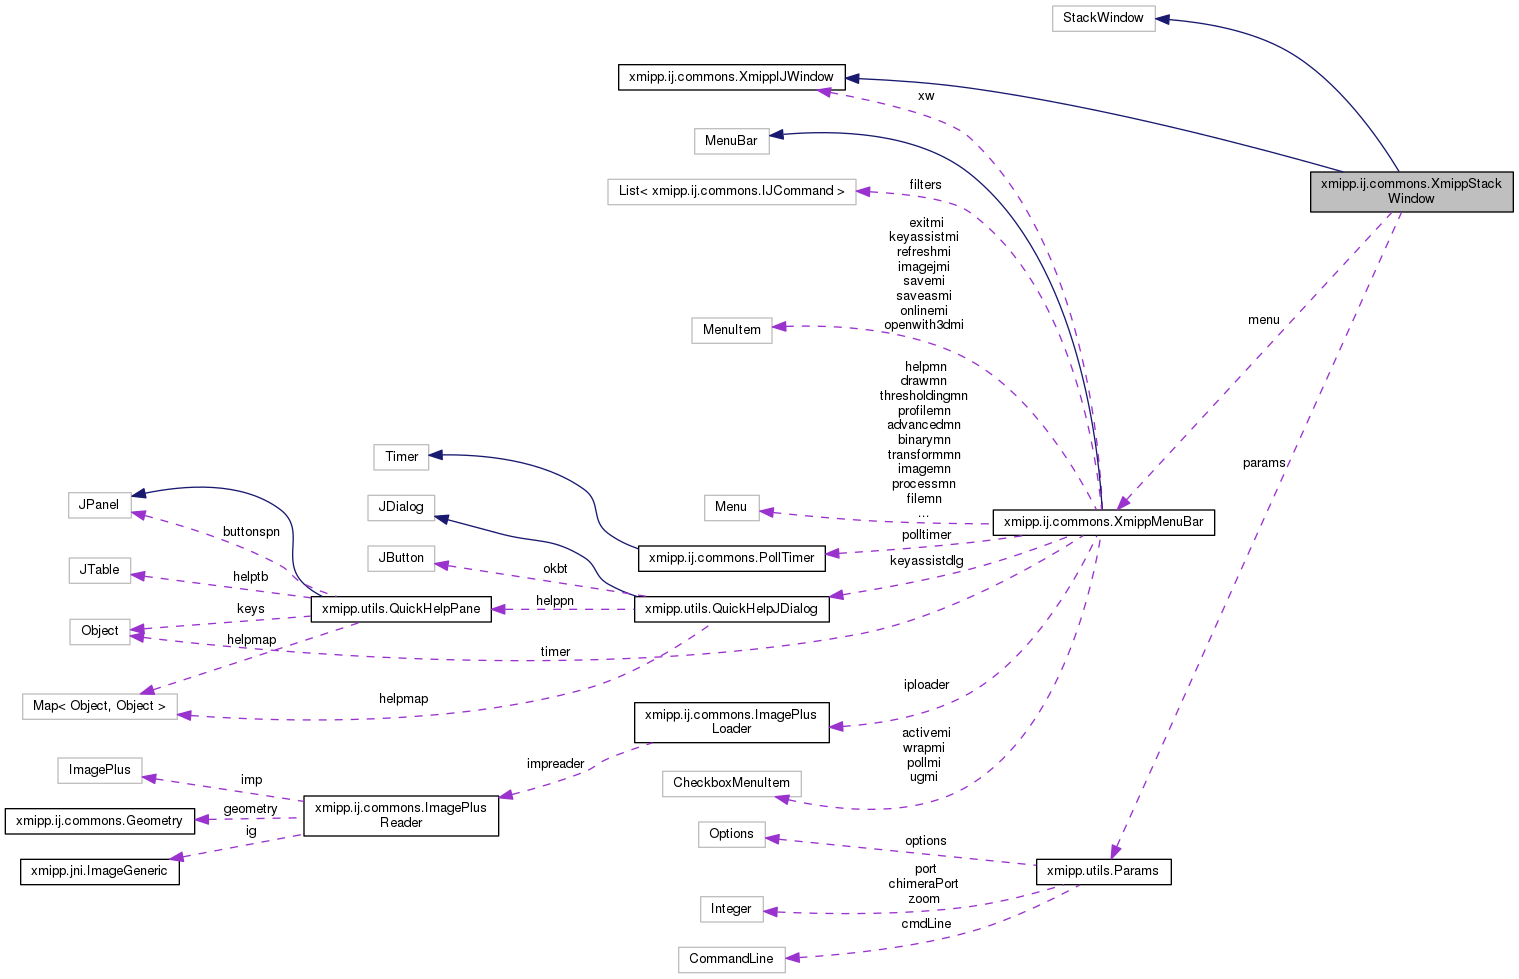 StackWindow
xmipp.ij.commons.XmippIJWindow
xw
MenuBar
xmipp.ij.commons.XmippStack
Window
List< xmipp.ij.commons.IJCommand >
filters
exitmi
keyassistmi
refreshmi
imagejmi
savemi
saveasmi
onlinemi
openwith3dmi
MenuItem
menu
helpmn
drawmn
thresholdingmn
profilemn
advancedmn
binarymn
transformmn
imagemn
processmn
filemn
...
Timer
params
JPanel
JDialog
Menu
xmipp.ij.commons.XmippMenuBar
buttonspn
polltimer
JTable
JButton
xmipp.ij.commons.PollTimer
keyassistdlg
helptb
okbt
keys
xmipp.utils.QuickHelpPane
helppn
xmipp.utils.QuickHelpJDialog
Object
helpmap
timer
Map< Object, Object >
helpmap
iploader
xmipp.ij.commons.ImagePlus
Loader
activemi
wrapmi
pollmi
ugmi
ImagePlus
imp
impreader
CheckboxMenuItem
xmipp.ij.commons.Geometry
geometry
xmipp.ij.commons.ImagePlus
Reader
ig
Options
options
xmipp.jni.ImageGeneric
xmipp.utils.Params
port
chimeraPort
zoom
Integer
cmdLine
CommandLine